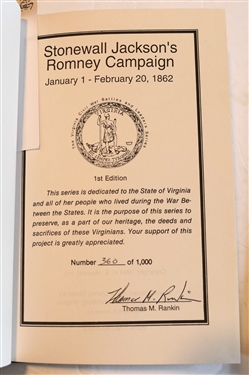 Stonewall Jackson's
Romney Campaign
January 1 - February 20, 1862
1st Edition
This series is dedicated to the State of Virginia
and all of her people who lived during the War Be-
tween the States. It is the purpose of this series to
preserve, as a part of our heritage, the deeds and
sacrifices of these Virginians. Your support of this
project is greatly appreciated.
Number 360 of 1,000
Thomas M. Rankin
Thomas M. Rankin